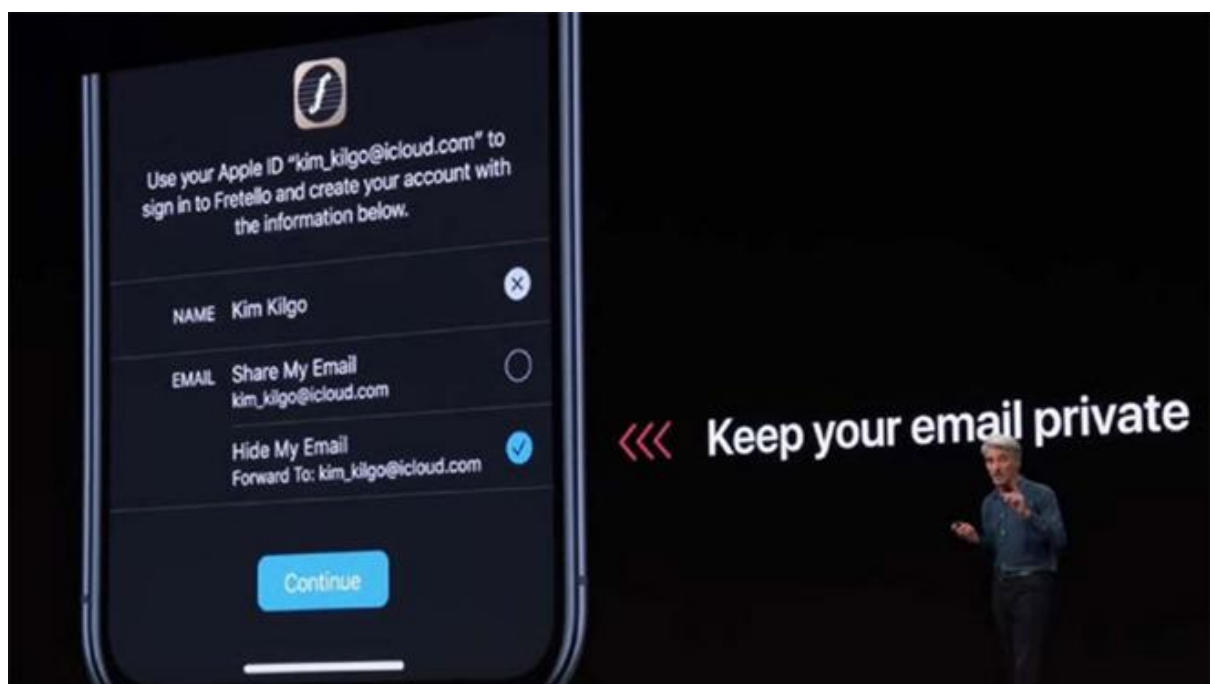 Use your Apple ID “kim_kilgo@icloud.com” to
sign in to Fretello and create your account with
the information below.
NAME Kim Kilgo
EMAIL Share My Email
kim_kilgo@icloud.com
Hide My Email
Forward To: kim_kilgo@icloud.com
Continue
Keep your email private